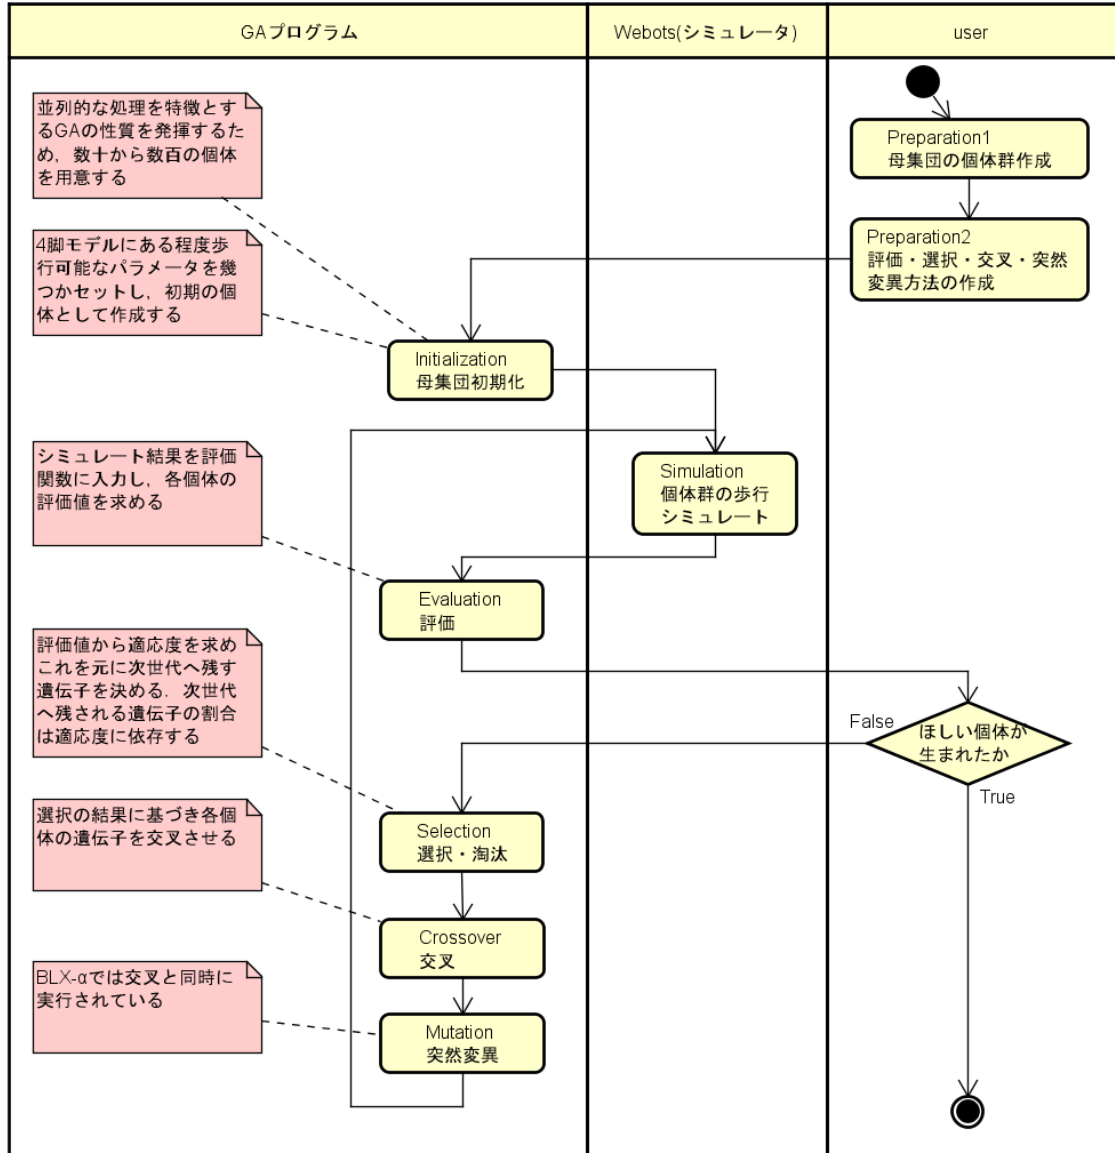 GAプログラム
Webots(シミュレータ)
user
並列的な処理を特徴とす
るGAの性質を発揮するた
め，数十から数百の個体
を用意する
Preparation1
母集団の個体群作成
4脚モデルにある程度歩
行可能なパラメータを幾
つかセットし，初期の個
体として作成する
Preparation2
評価・選択・交叉・突然
変異方法の作成
Initialization
母集団初期化
シミュレート結果を評価
関数に入力し，各個体の
評価値を求める
Simulation
個体群の歩行
シミュレート
Evaluation
評価
評価値から適応度を求め
これを元に次世代へ残す
遺伝子を決める．次世代
へ残される遺伝子の割合
は適応度に依存する
False
ほしい個体が
生まれたか
True
選択の結果に基づき各個
体の遺伝子を交叉させる
Selection
選択・淘汰
Crossover
交叉
BLX-αでは交叉と同時に
実行されている
Mutation
突然変異